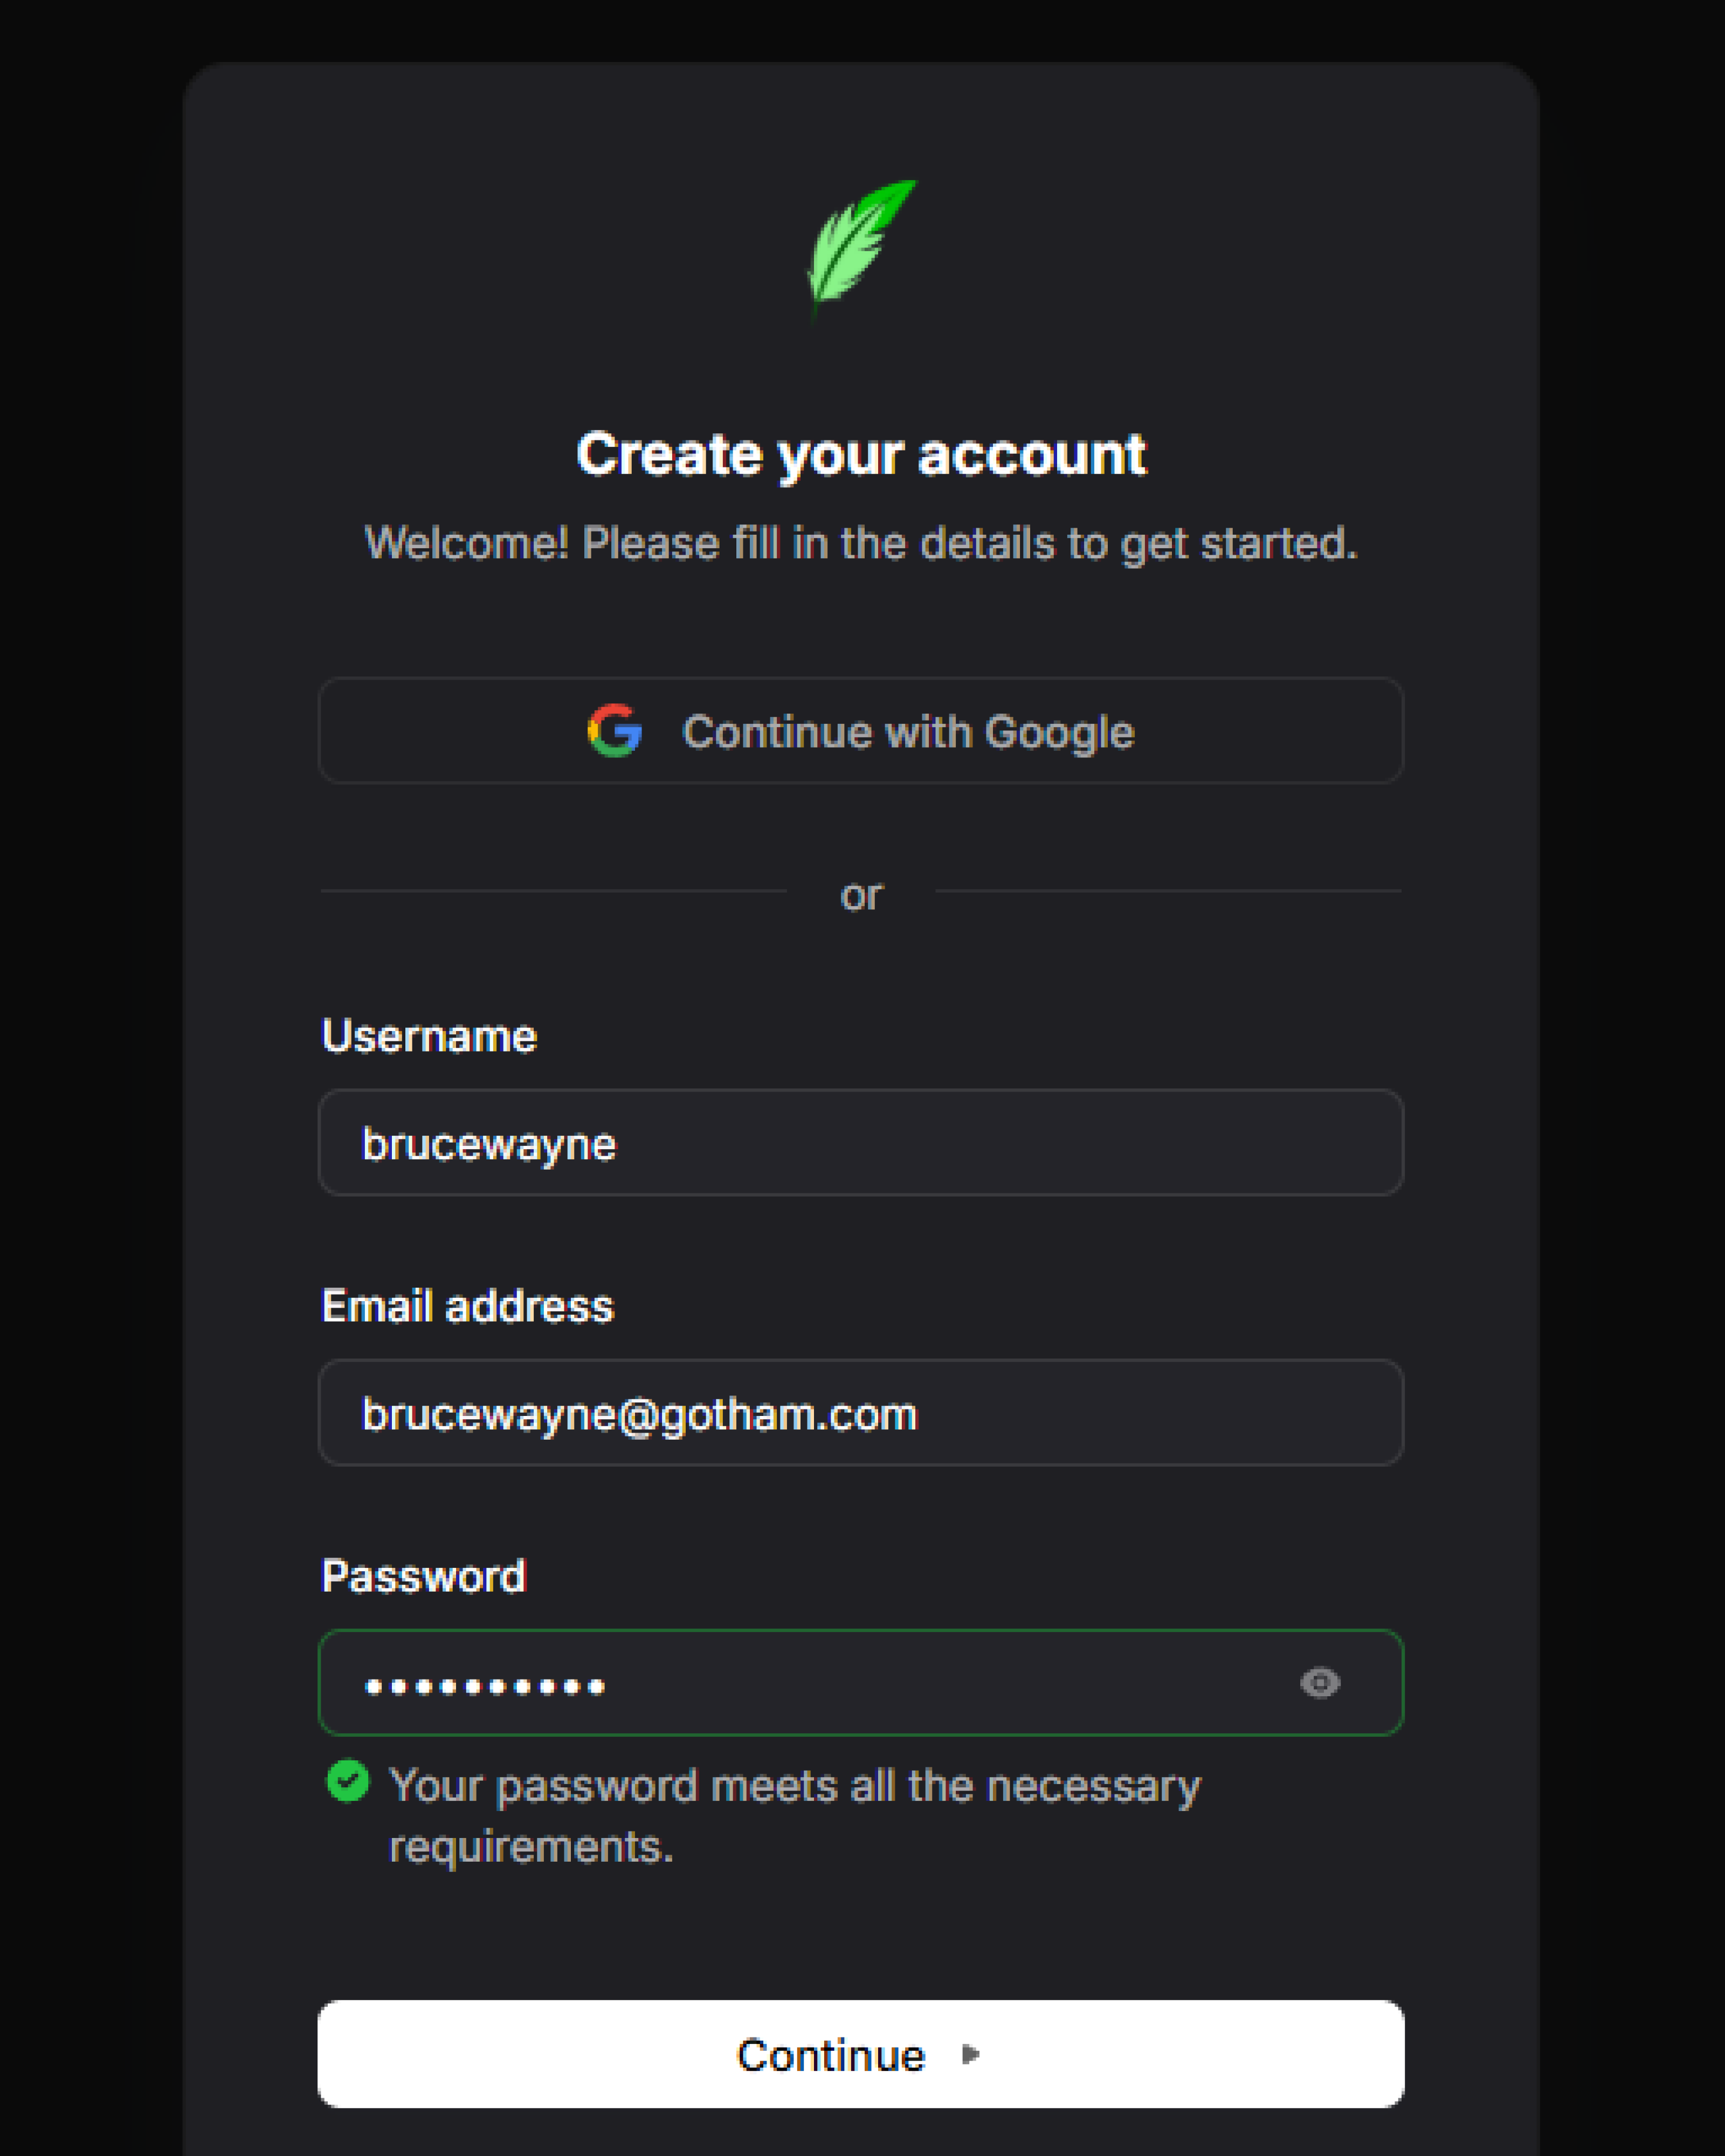 Create your account
Welcome! Please fill in the details to get started.
Continue with Google
or
Username
brucewayne
Email address
brucewayne@gotham.com
Password
••••••••••
Your password meets all the necessary
requirements.
Continue